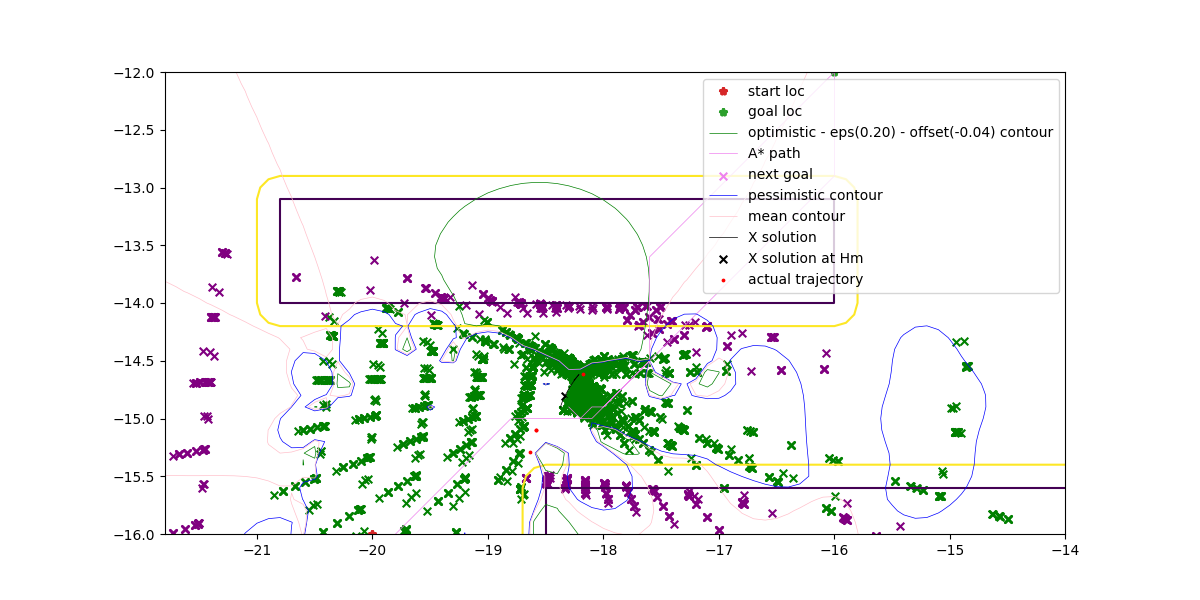 −12.0
−12.5
−13.0
−13.5
−14.0
−14.5
−15.0
−15.5
−16.0
start loc
goal loc
optimistic - eps(0.20) - offset(-0.04) contour
A* path
next goal
pessimistic contour
mean contour
X solution
X solution at Hm
actual trajectory
−21 −20 −19 −18 −17 −16 −15 −14